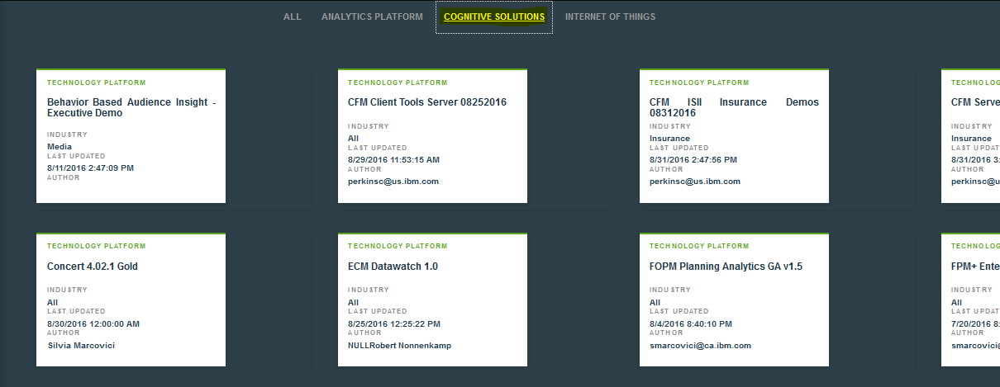 ALL ANALYTICS PLATFORM COGNITIVE SOLUTIONS INTERNET OF THINGS
TECHNOLOGY PLATFORM
Behavior Based Audience Insight -
Executive Demo
INDUSTRY
Media
LAST UPDATED
8/11/2016 2:47:09 PM
AUTHOR
TECHNOLOGY PLATFORM
CFM Client Tools Server 08252016
INDUSTRY
All
LAST UPDATED
8/29/2016 11:53:15 AM
AUTHOR
perkinsc@us.ibm.com
TECHNOLOGY PLATFORM
CFM ISII Insurance Demos
08312016
INDUSTRY
Insurance
LAST UPDATED
8/31/2016 2:47:56 PM
AUTHOR
perkinsc@us.ibm.com
TECHNOLOG
CFM Serve
INDUSTRY
Insurance
LAST UPDAT
8/31/2016 3:
AUTHOR
perkinsc@u
TECHNOLOGY PLATFORM
Concert 4.02.1 Gold
INDUSTRY
All
LAST UPDATED
8/30/2016 12:00:00 AM
AUTHOR
Silvia Marcovici
TECHNOLOGY PLATFORM
ECM Datawatch 1.0
INDUSTRY
All
LAST UPDATED
8/25/2016 12:25:22 PM
AUTHOR
NULLRobert Nonnenkamp
TECHNOLOGY PLATFORM
FOPM Planning Analytics GA v1.5
INDUSTRY
All
LAST UPDATED
8/4/2016 8:40:10 PM
AUTHOR
smarcovici@ca.ibm.com
TECHNOLOG
FPM+ Ente
INDUSTRY
All
LAST UPDAT
7/20/2016 8:
AUTHOR
smarcovici@